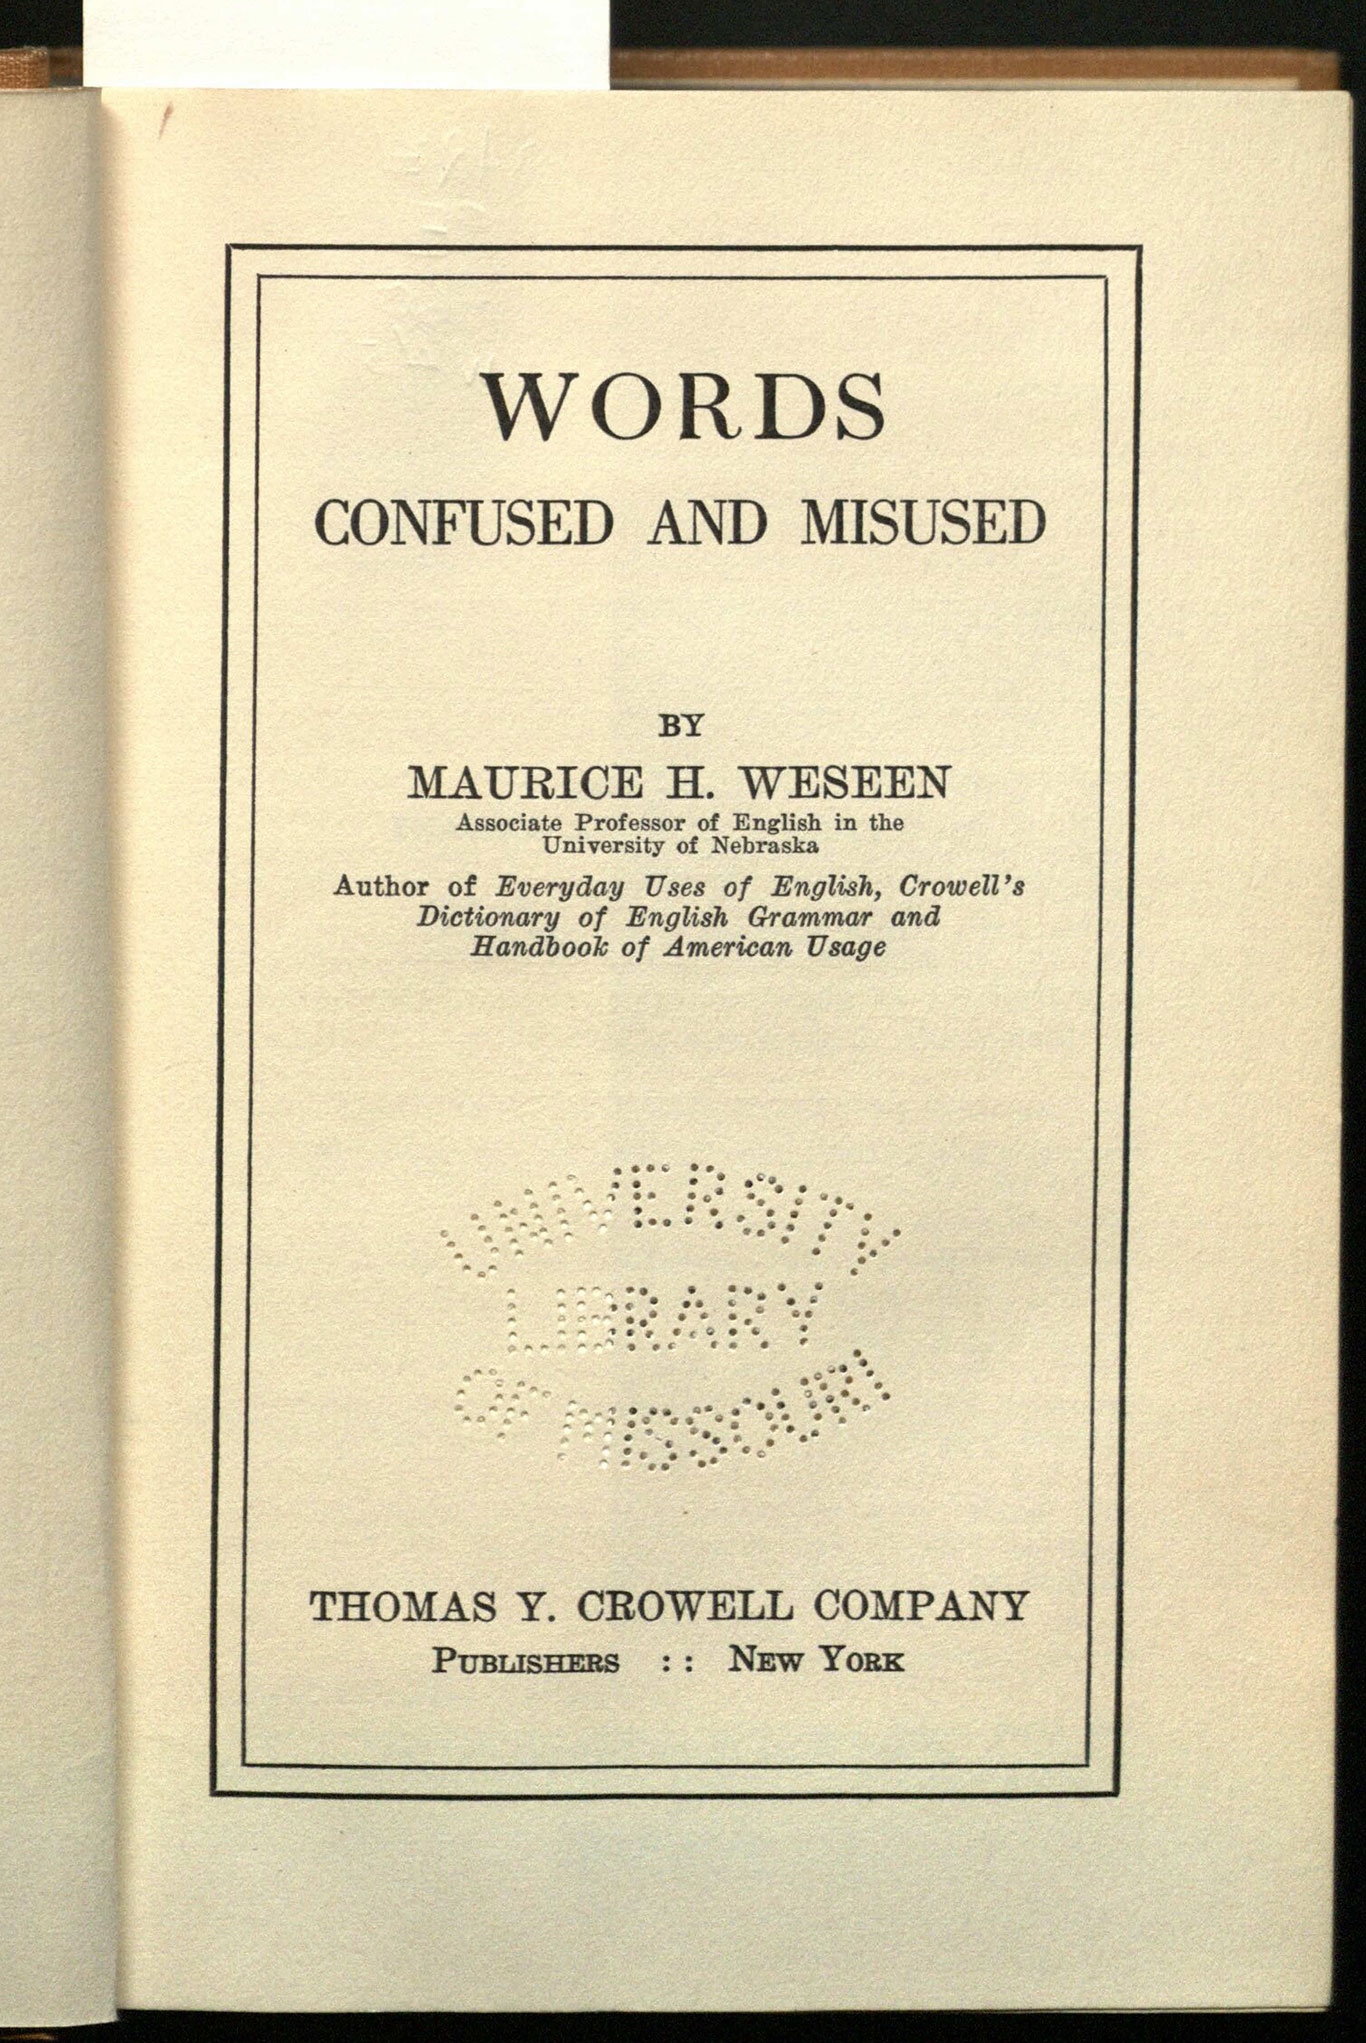 WORDS
CONFUSED AND MISUSED
BY
MAURICE H. WESEEN
Associate Professor of English in the
University of Nebraska
Author of Everyday Uses of English, Crowell's
Dictionary of English Grammar and
Handbook of American Usage
UNIVERSITY
LIBRARY
OF MISSOURI
THOMAS Y. CROWELL COMPANY
PUBLISHERS :: NEW YORK